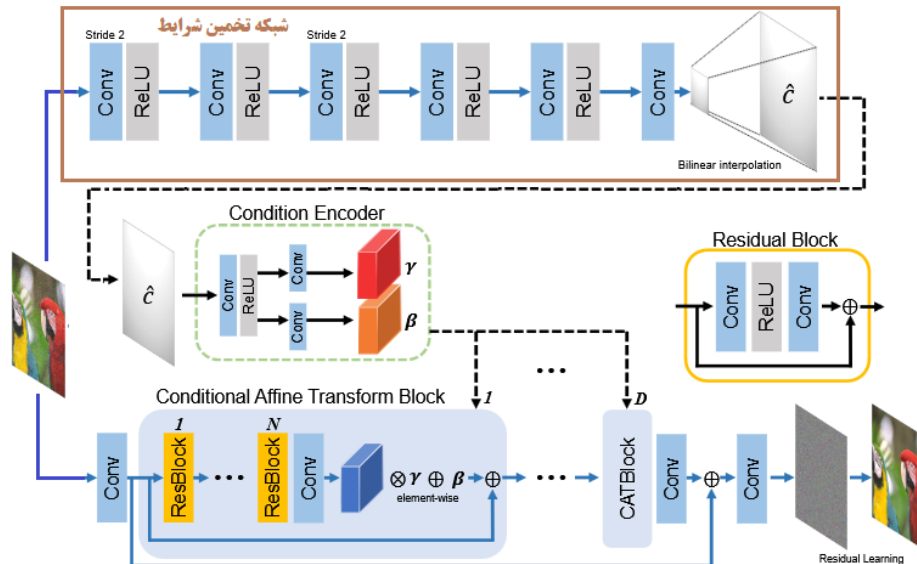 شبکه تخمین شرایط
Stride 2
Stride 2
Conv
ReLU
Conv
ReLU
Conv
ReLU
Conv
ReLU
Conv
ReLU
Conv
Ĉ
Bilinear interpolation
Condition Encoder
Ĉ
Conv
ReLU
Conv
γ
Conv
β
Residual Block
Conv
ReLU
Conv
⊕
Conditional Affine Transform Block
1
...
D
Conv
1
ResBlock
...
N
ResBlock
Conv
⊗ γ ⊕ β
element-wise
⊕
...
CATBlock
Conv
⊕
Conv
Residual Learning